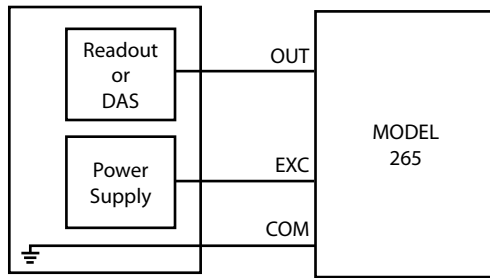 Readout
or
DAS
OUT
MODEL
265
Power
Supply
EXC
COM